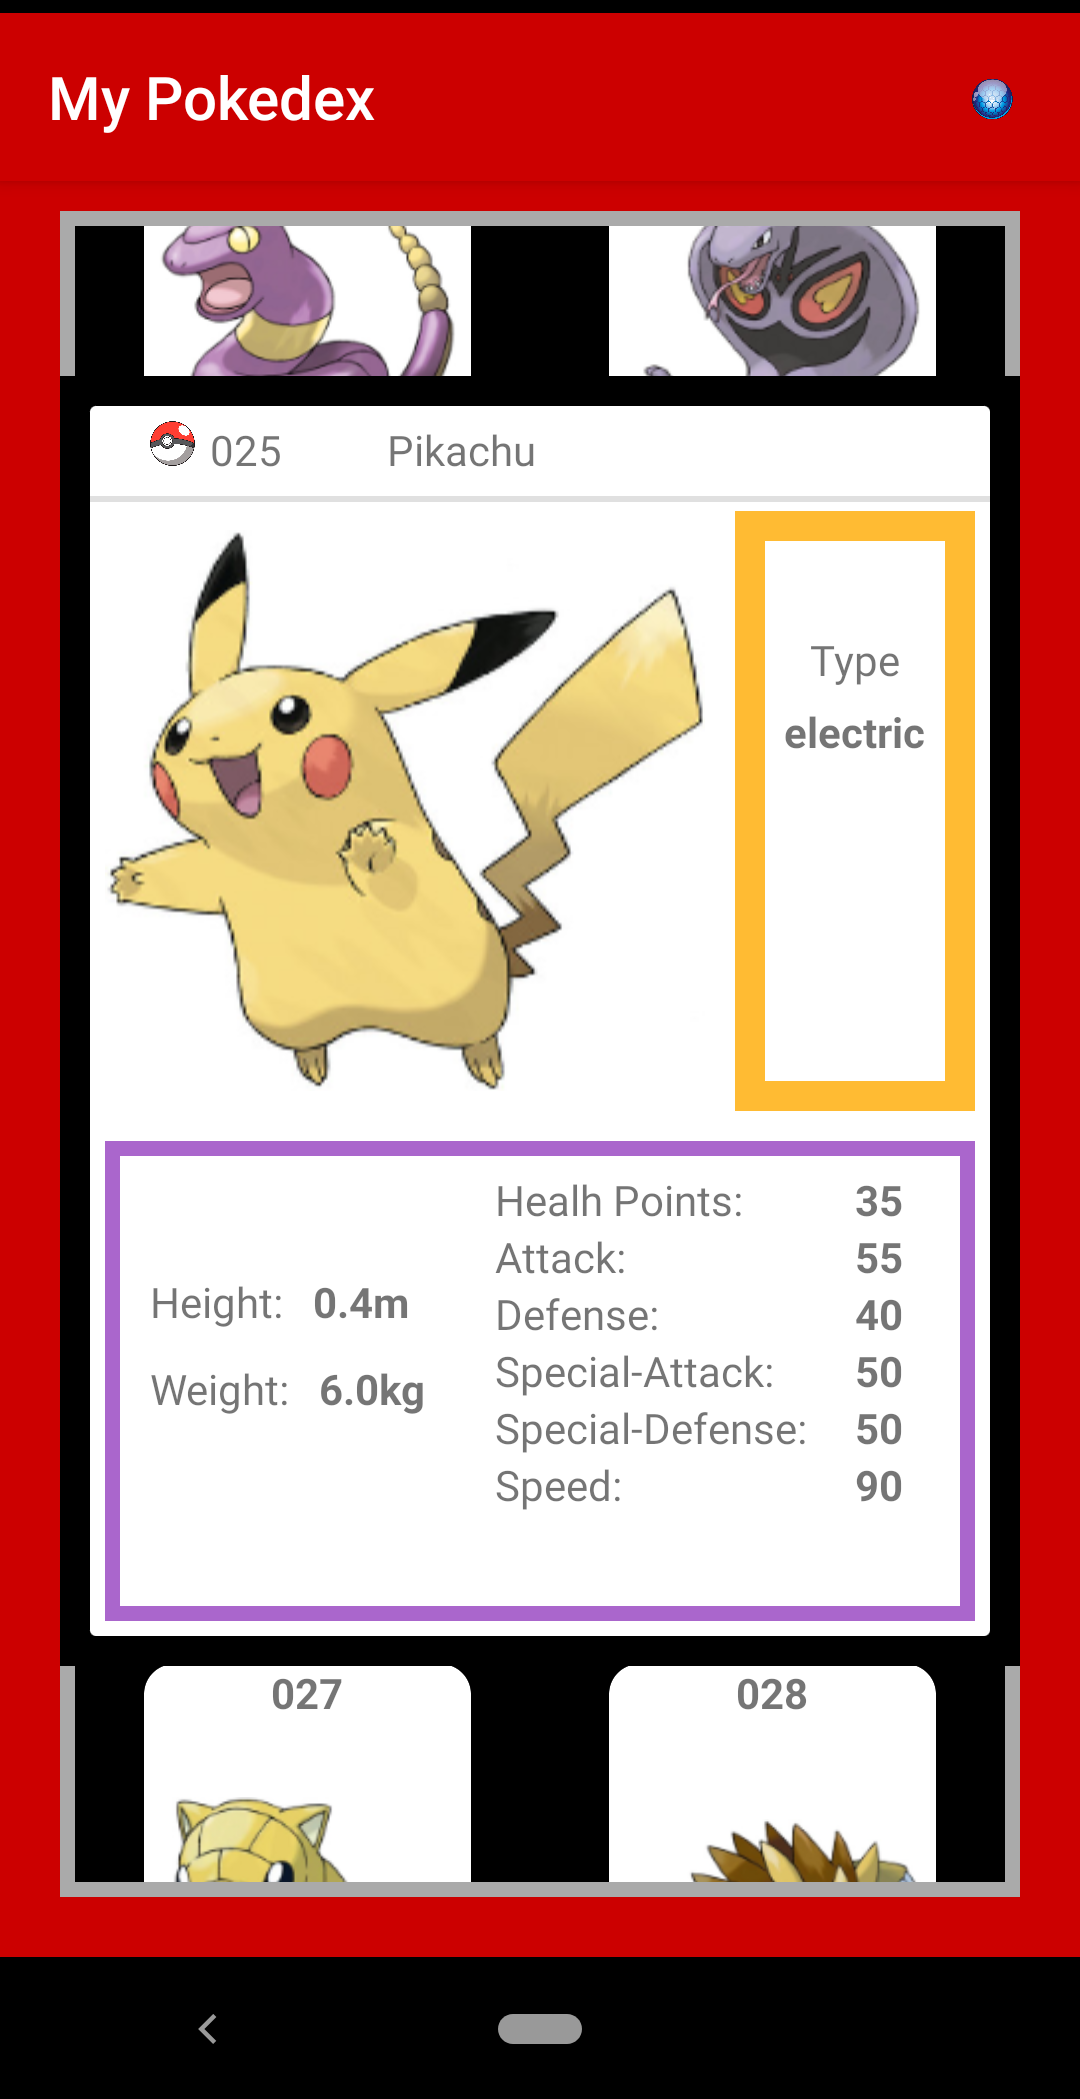 My Pokedex
025 Pikachu
Type
electric
Height: 0.4m
Weight: 6.0kg
Healh Points: 35
Attack: 55
Defense: 40
Special-Attack: 50
Special-Defense: 50
Speed: 90
027 028